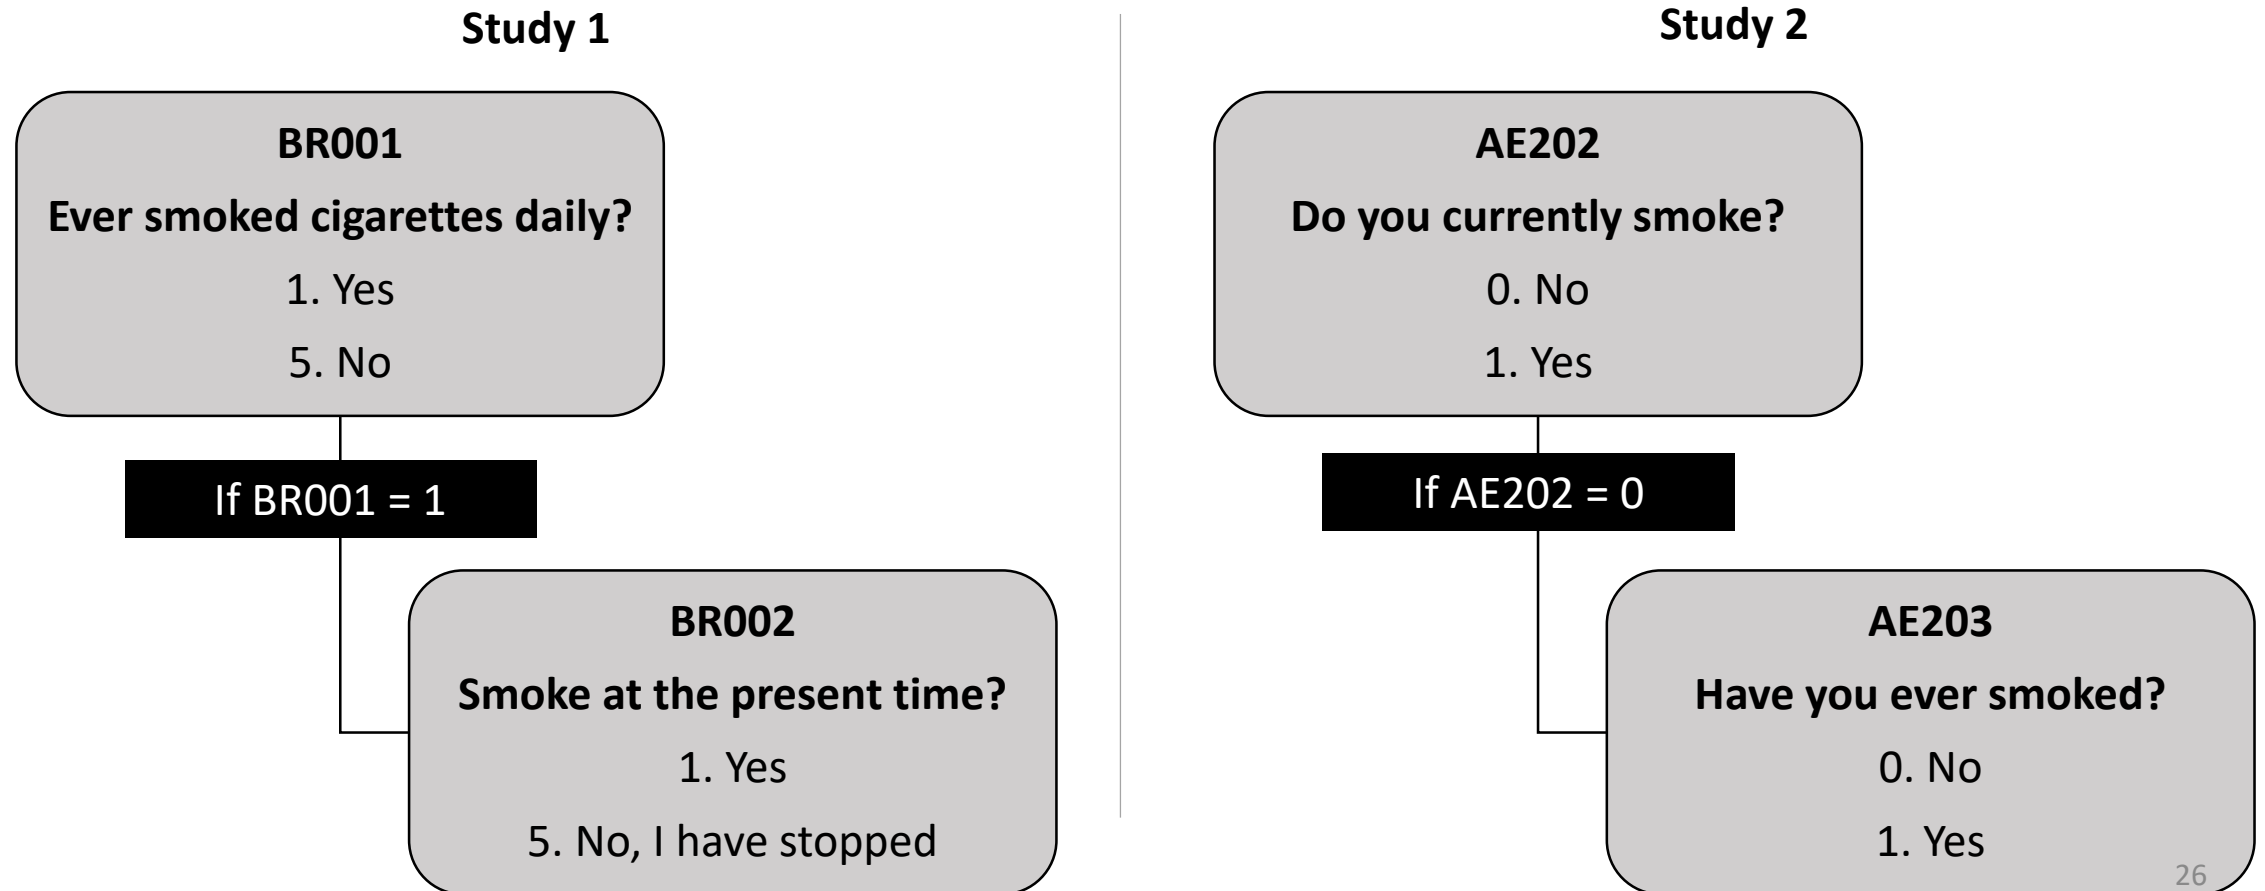 Study 1
BR001
Ever smoked cigarettes daily?
1. Yes
5. No
If BR001 = 1
BR002
Smoke at the present time?
1. Yes
5. No, I have stopped
Study 2
AE202
Do you currently smoke?
0. No
1. Yes
If AE202 = 0
AE203
Have you ever smoked?
0. No
1. Yes
26